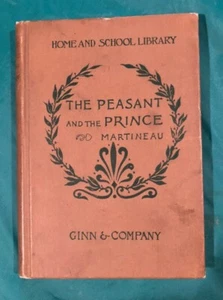 HOME AND SCHOOL LIBRARY
THE PEASANT
AND THE PRINCE
MARTINEAU
GINN & COMPANY